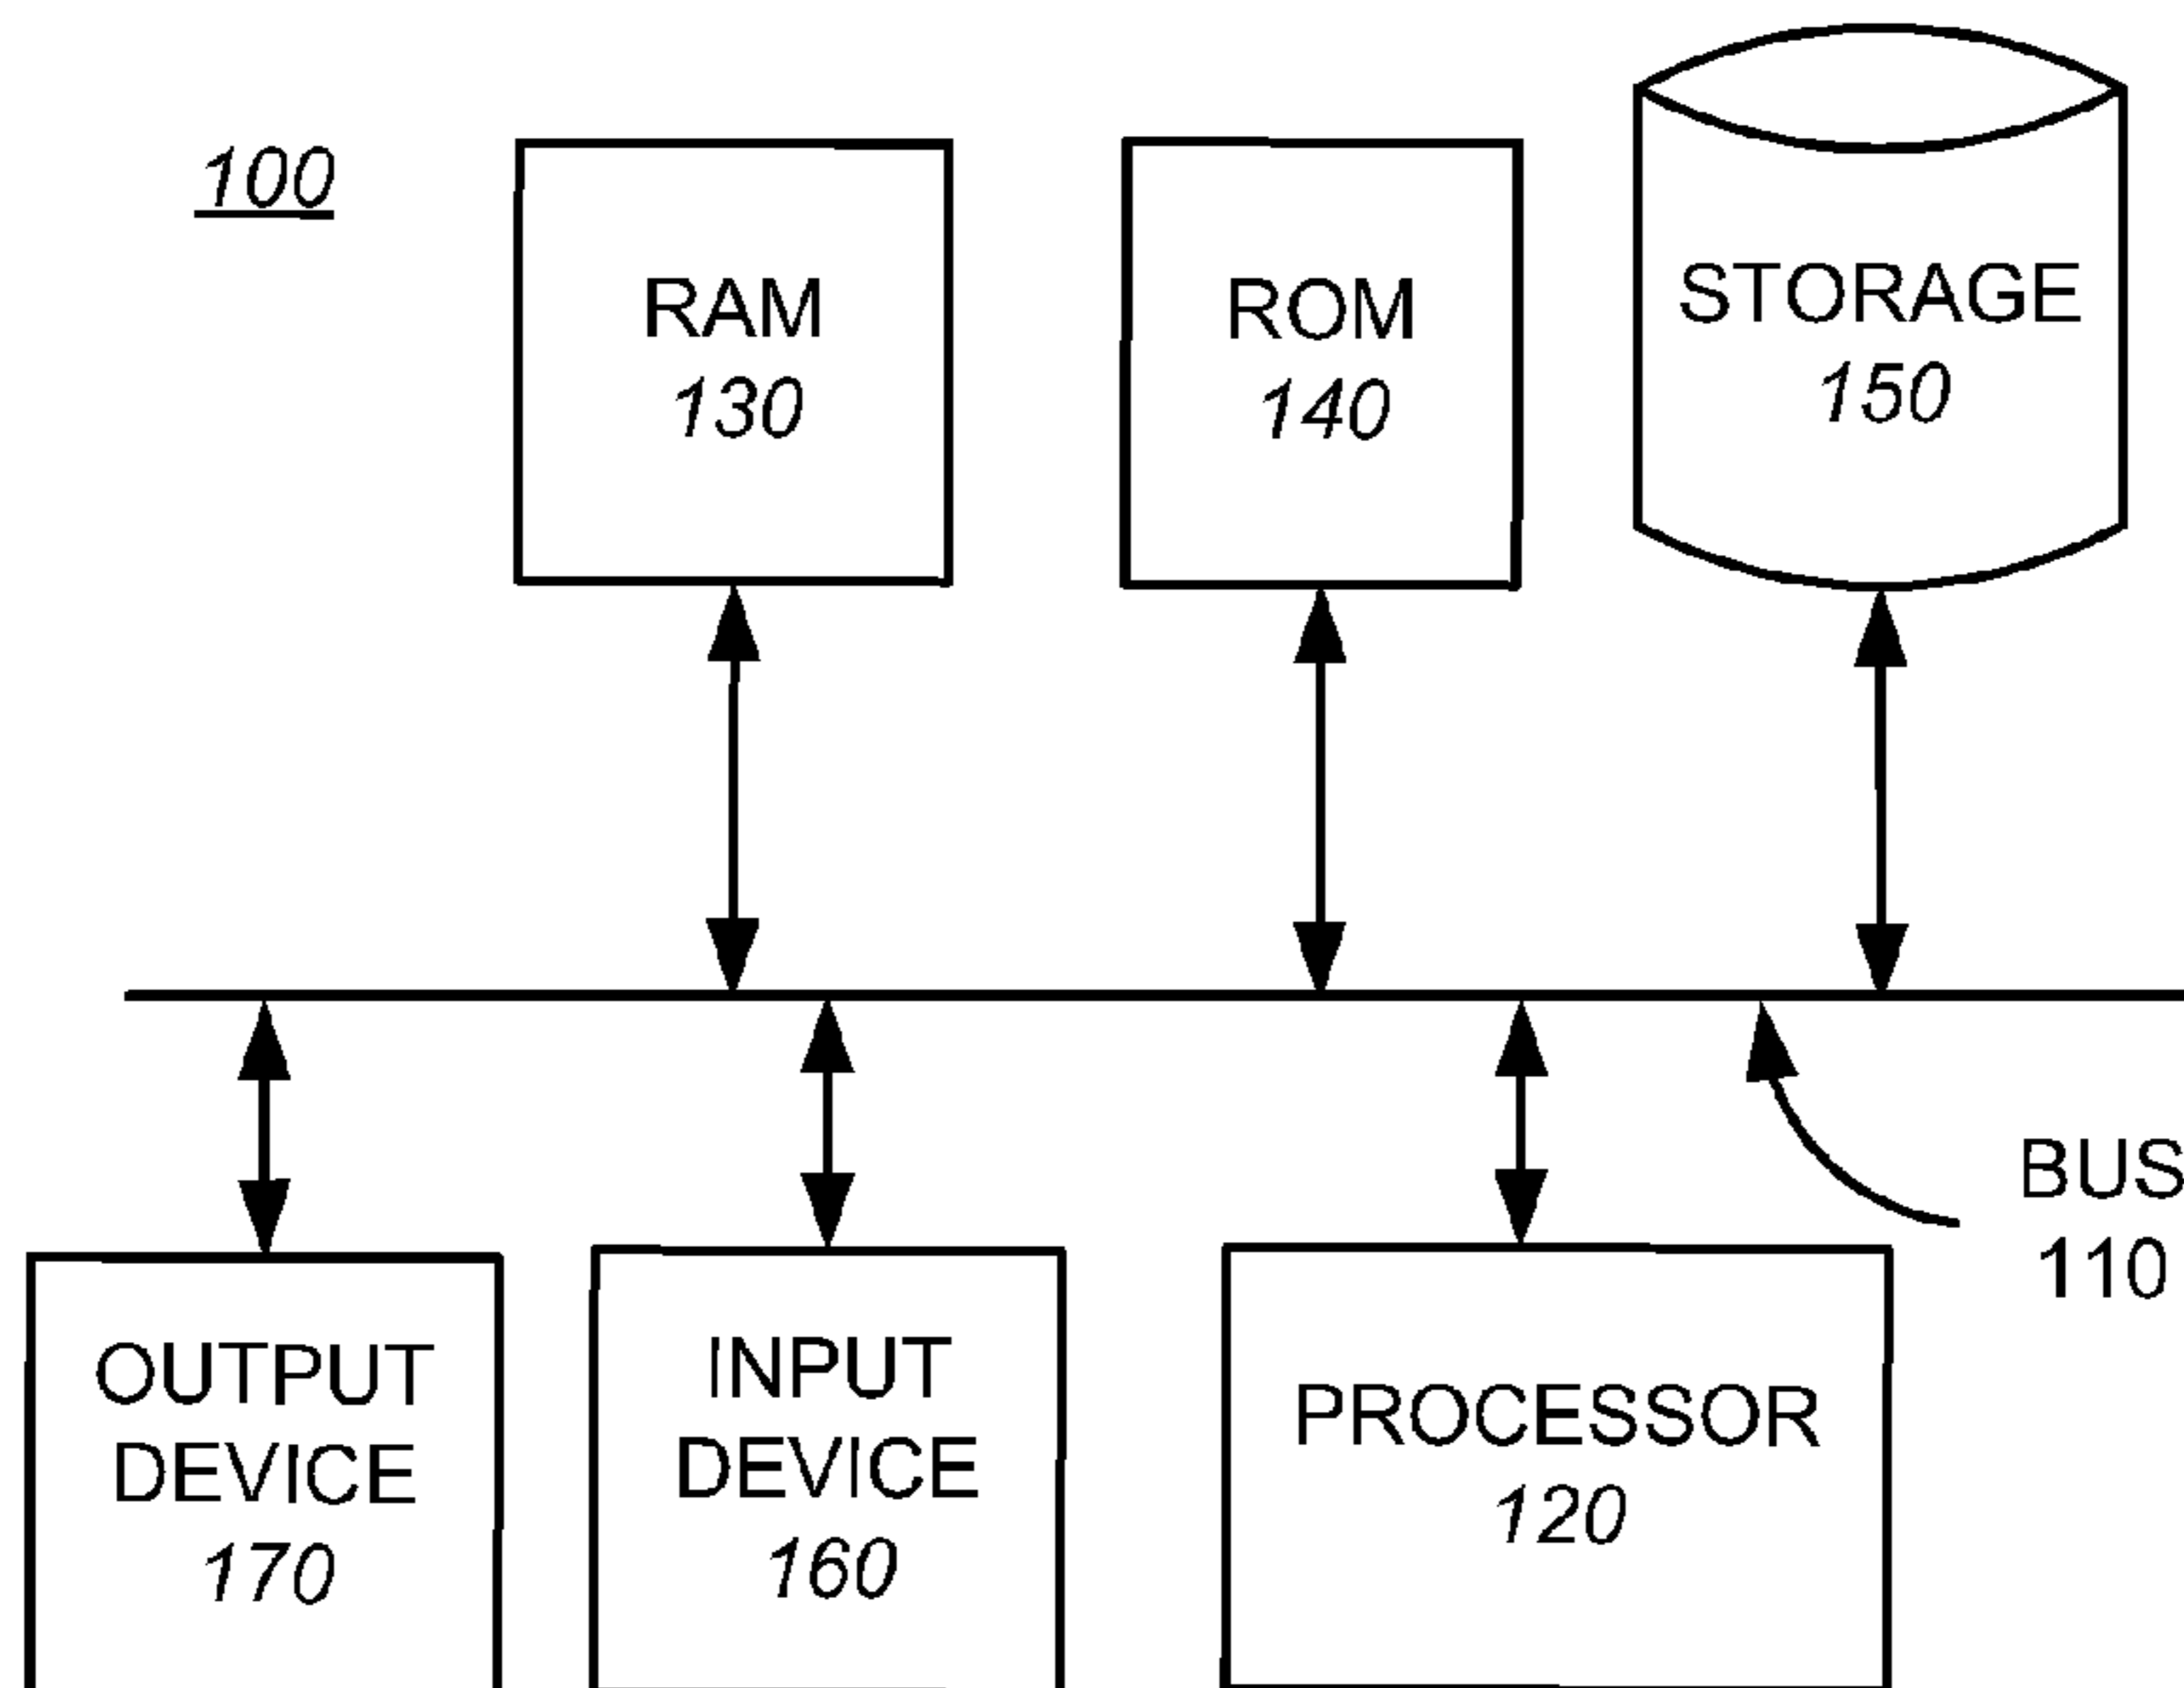 100
RAM
130
ROM
140
STORAGE
150
BUS
110
OUTPUT
DEVICE
170
INPUT
DEVICE
160
PROCESSOR
120